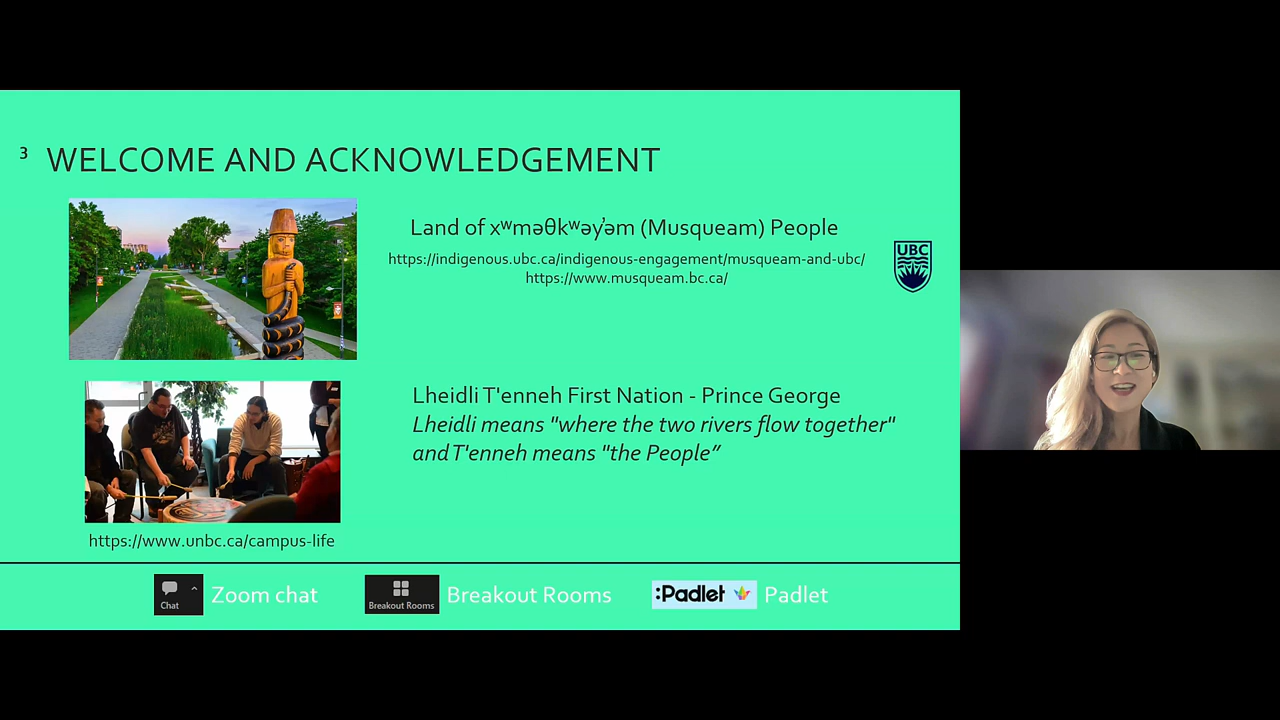 3
WELCOME AND ACKNOWLEDGEMENT
Land of xʷməθkʷəy̓əm (Musqueam) People
https://indigenous.ubc.ca/indigenous-engagement/musqueam-and-ubc/
https://www.musqueam.bc.ca/
UBC
Lheidli T'enneh First Nation - Prince George
Lheidli means "where the two rivers flow together"
and T'enneh means "the People”
https://www.unbc.ca/campus-life
Chat
Zoom chat
Breakout Rooms
Breakout Rooms
:Padlet
Padlet